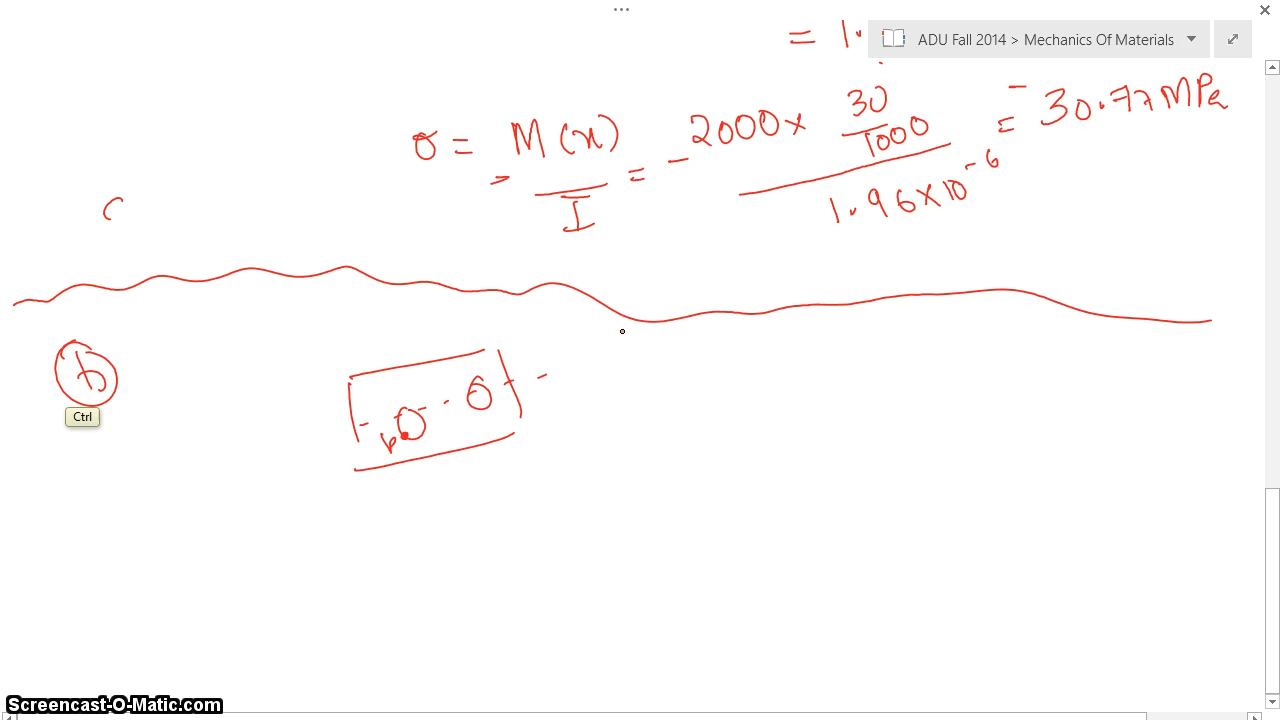 ...
= 1.
ADU Fall 2014 > Mechanics Of Materials
σ = M(x) / I = -2000 × 30/1000 / 1.96×10^-6 = -30.77 MPa
b
Ctrl
Screencast-O-Matic.com